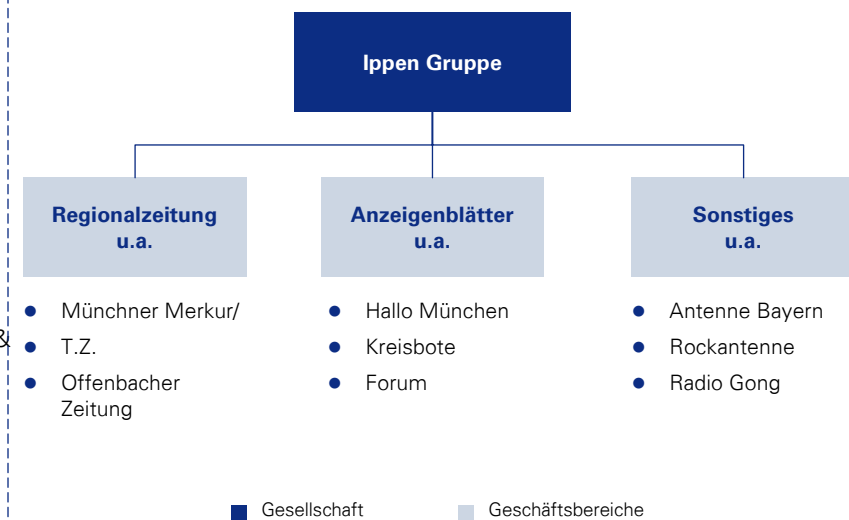 Ippen Gruppe
Regionalzeitung
u.a.
Anzeigenblätter
u.a.
Sonstiges
u.a.
● Münchner Merkur/
● T.Z.
● Offenbacher
Zeitung
● Hallo München
● Kreisbote
● Forum
● Antenne Bayern
● Rockantenne
● Radio Gong
&
Gesellschaft
Geschäftsbereiche